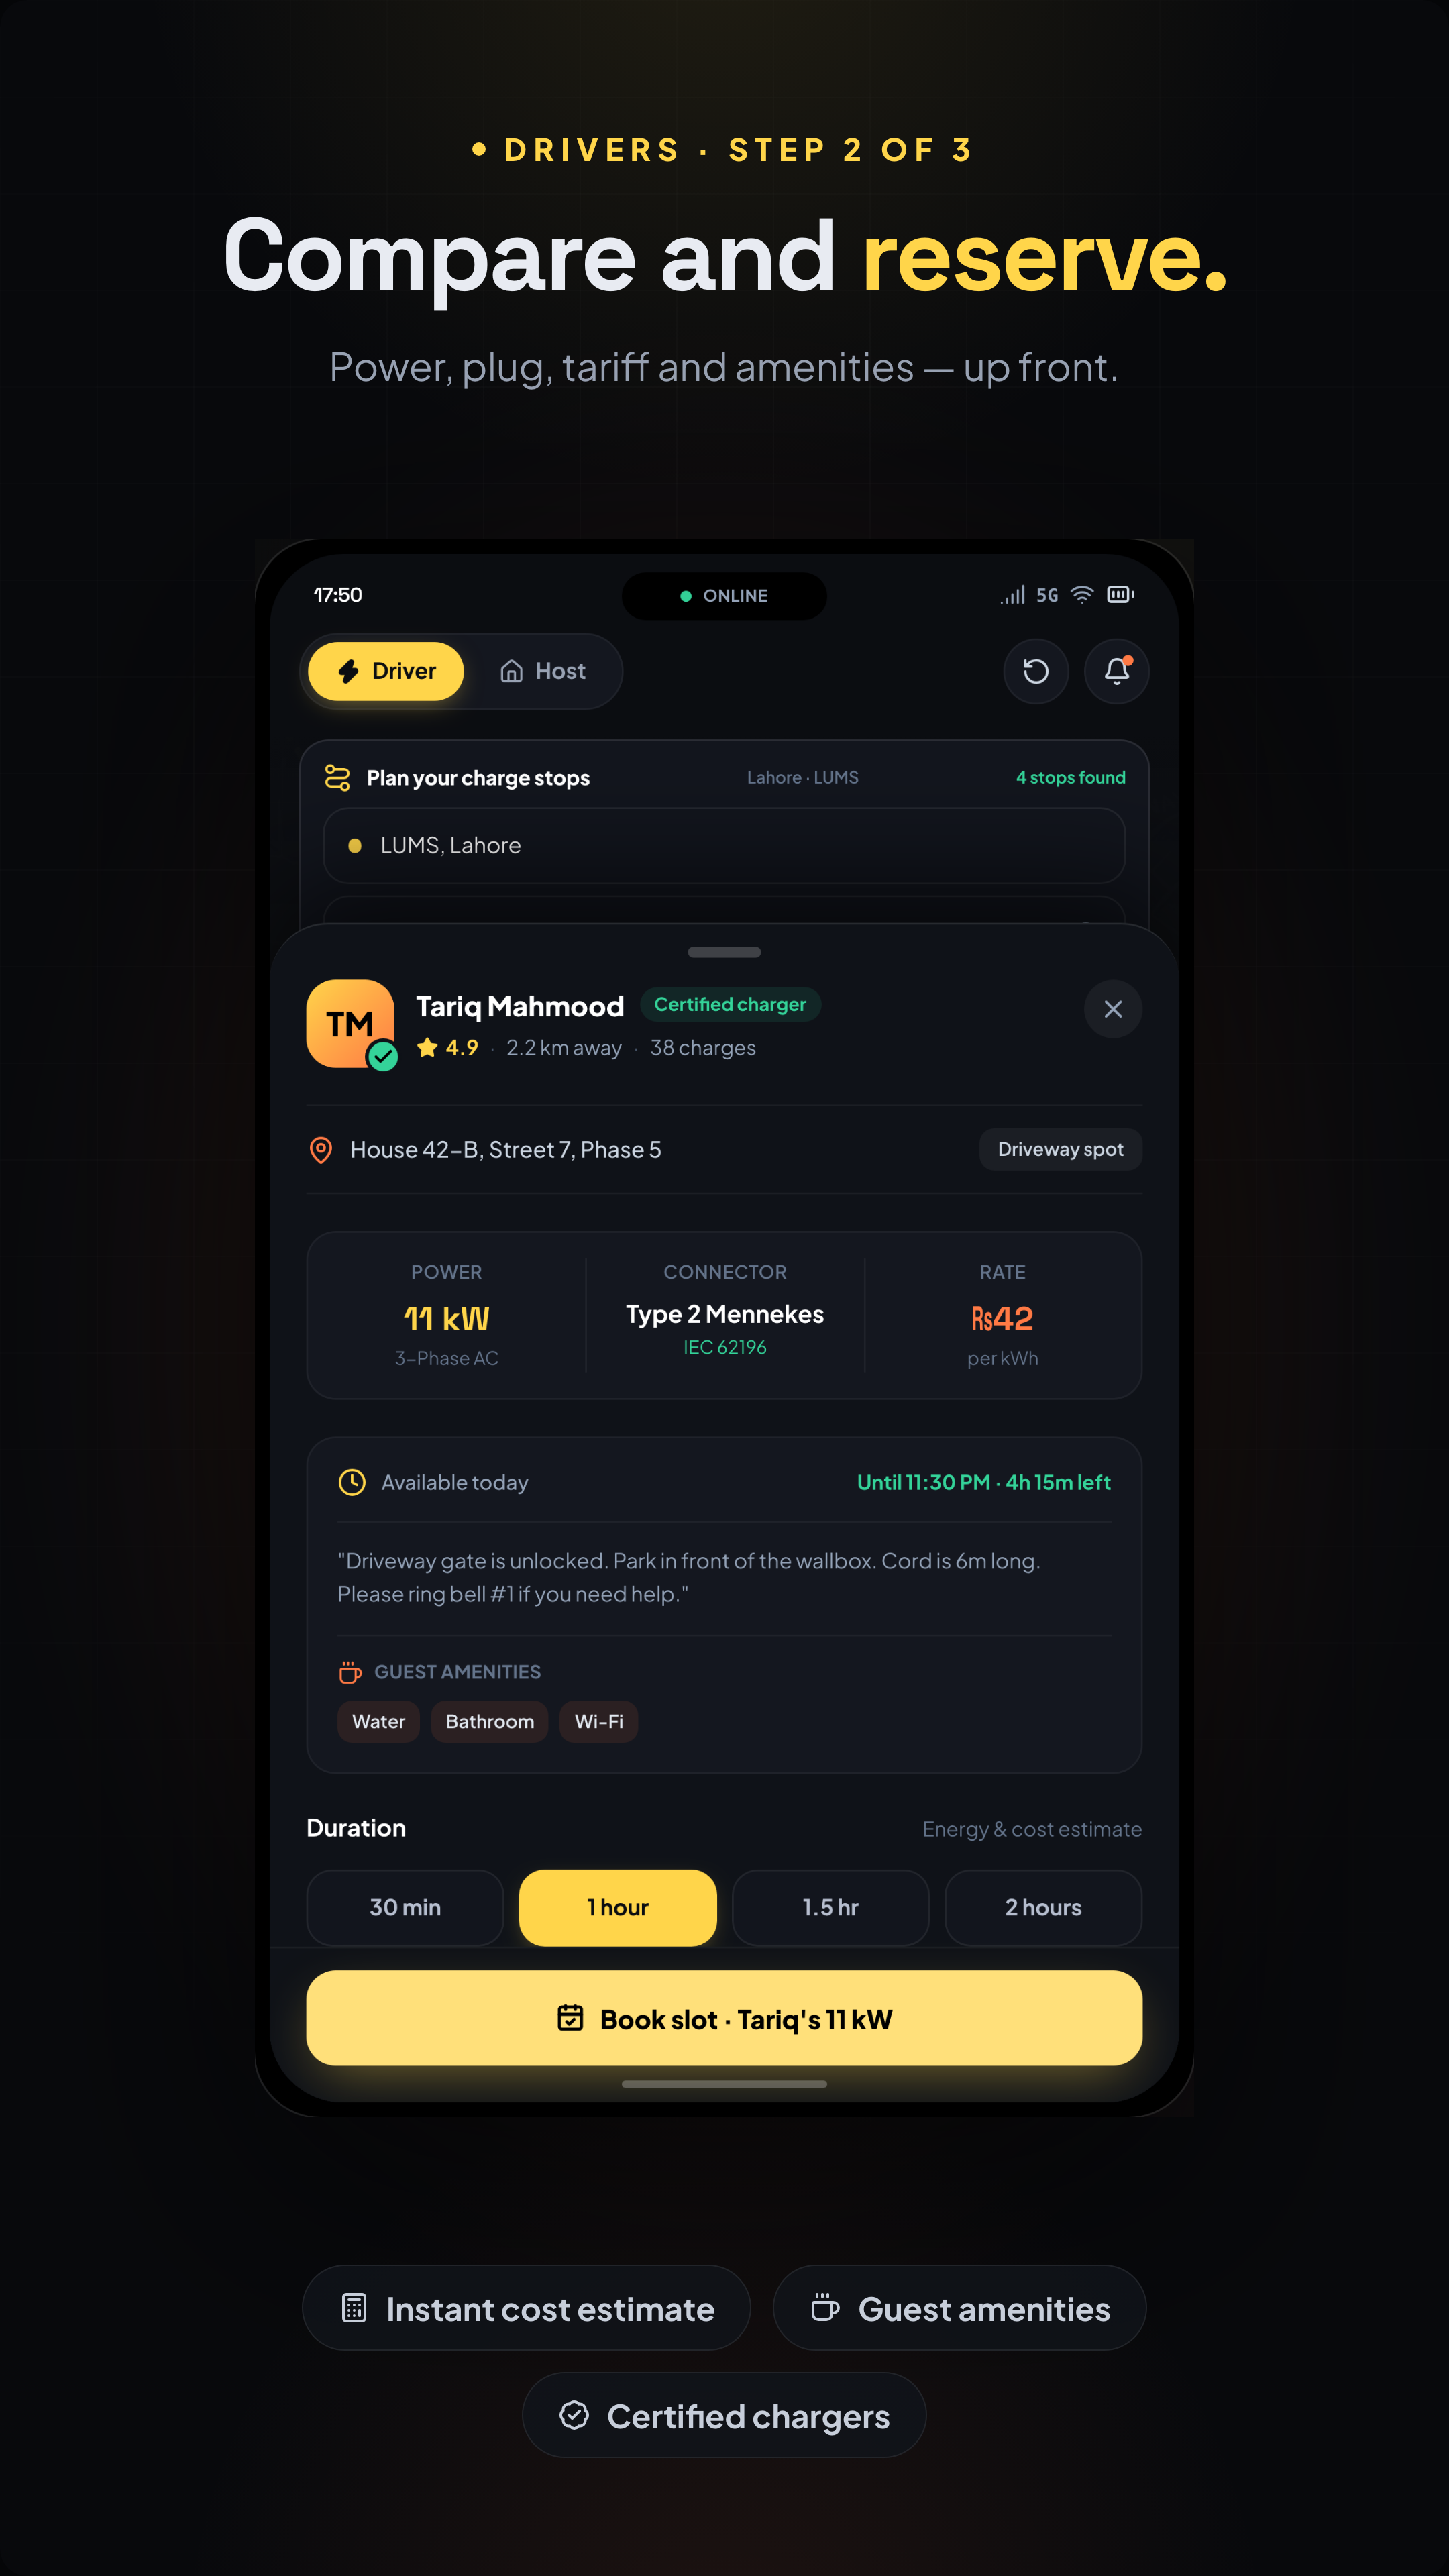 DRIVERS · STEP 2 OF 3
Compare and reserve.
Power, plug, tariff and amenities — up front.
17:50
ONLINE
5G
Driver
Host
Plan your charge stops
Lahore · LUMS
4 stops found
LUMS, Lahore
TM
Tariq Mahmood
Certified charger
4.9 · 2.2 km away · 38 charges
House 42-B, Street 7, Phase 5
Driveway spot
POWER
11 kW
3-Phase AC
CONNECTOR
Type 2 Mennekes
IEC 62196
RATE
₨42
per kWh
Available today
Until 11:30 PM · 4h 15m left
"Driveway gate is unlocked. Park in front of the wallbox. Cord is 6m long.
Please ring bell #1 if you need help."
GUEST AMENITIES
Water
Bathroom
Wi-Fi
Duration
Energy & cost estimate
30 min
1 hour
1.5 hr
2 hours
Book slot · Tariq's 11 kW
Instant cost estimate
Guest amenities
Certified chargers